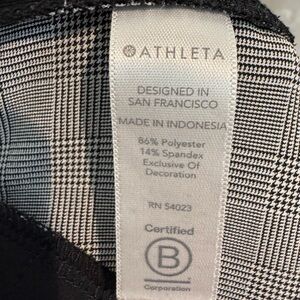 ATHLETA
DESIGNED IN
SAN FRANCISCO
MADE IN INDONESIA
86% Polyester
14% Spandex
Exclusive Of
Decoration
RN 54023
Certified
B
Corporation